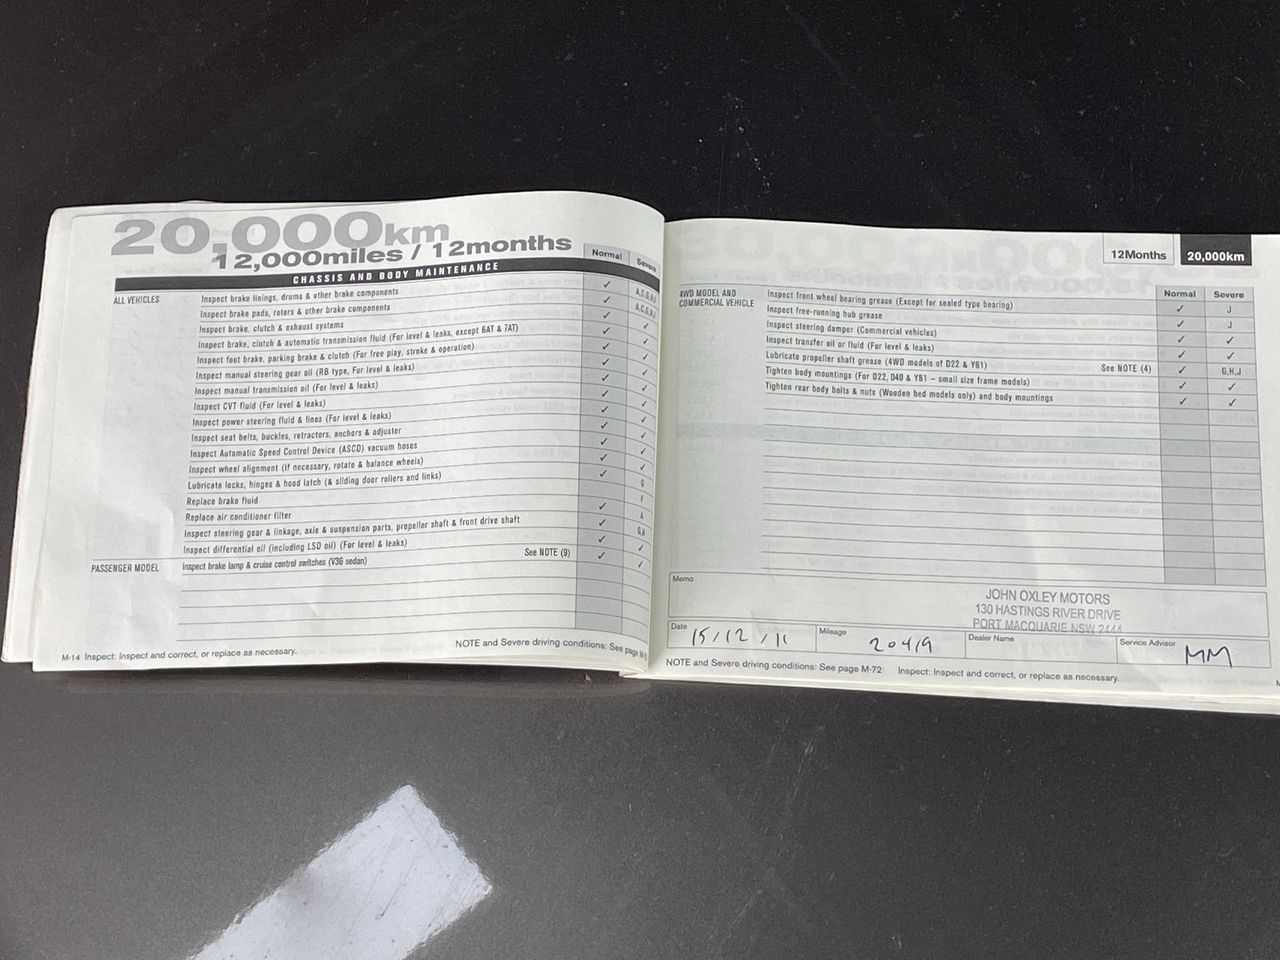 20,000km
12,000miles / 12months
Normal Severe
CHASSIS AND BODY MAINTENANCE
ALL VEHICLES Inspect brake linings, drums & other brake components ✓
Inspect brake pads, rotors & other brake components ✓
Inspect brake, clutch & exhaust systems ✓ ✓
Inspect brake, clutch & automatic transmission fluid (For level & leaks, except 6AT & 7AT) ✓ ✓
Inspect foot brake, parking brake & clutch (For free play, stroke & operation) ✓ ✓
Inspect manual steering gear oil (RB type, For level & leaks) ✓ ✓
Inspect manual transmission oil (For level & leaks) ✓ ✓
Inspect CVT fluid (For level & leaks) ✓ ✓
Inspect power steering fluid & lines (For level & leaks) ✓ ✓
Inspect seat belts, buckles, retractors, anchors & adjuster ✓ ✓
Inspect Automatic Speed Control Device (ASCD) vacuum hoses ✓ ✓
Inspect wheel alignment (If necessary, rotate & balance wheels) ✓ ✓
Lubricate locks, hinges & hood latch (& sliding door rollers and links) ✓ G
Replace brake fluid F
Replace air conditioner filter ✓ A
Inspect steering gear & linkage, axle & suspension parts, propeller shaft & front drive shaft ✓ G,H
Inspect differential oil (including LSD oil) (For level & leaks) See NOTE (9) ✓ ✓
PASSENGER MODEL Inspect brake lamp & cruise control switches (V36 sedan) ✓ ✓
NOTE and Severe driving conditions: See page
M-14 Inspect: Inspect and correct, or replace as necessary.
12Months 20,000km
Normal Severe
4WD MODEL AND
COMMERCIAL VEHICLE
Inspect front wheel bearing grease (Except for sealed type bearing) ✓ J
Inspect free-running hub grease ✓ J
Inspect steering damper (Commercial vehicles) ✓ ✓
Inspect transfer oil or fluid (For level & leaks) ✓ ✓
Lubricate propeller shaft grease (4WD models of D22 & Y61) See NOTE (4) ✓ G,H,J
Tighten body mountings (For D22, D40 & Y61 – small size frame models) ✓ ✓
Tighten rear body bolts & nuts (Wooden bed models only) and body mountings ✓ ✓
Memo
JOHN OXLEY MOTORS
130 HASTINGS RIVER DRIVE
PORT MACQUARIE NSW 2444
Date 15/12/11 Mileage 20419 Dealer Name Service Advisor MM
NOTE and Severe driving conditions: See page M-72 Inspect: Inspect and correct, or replace as necessary.